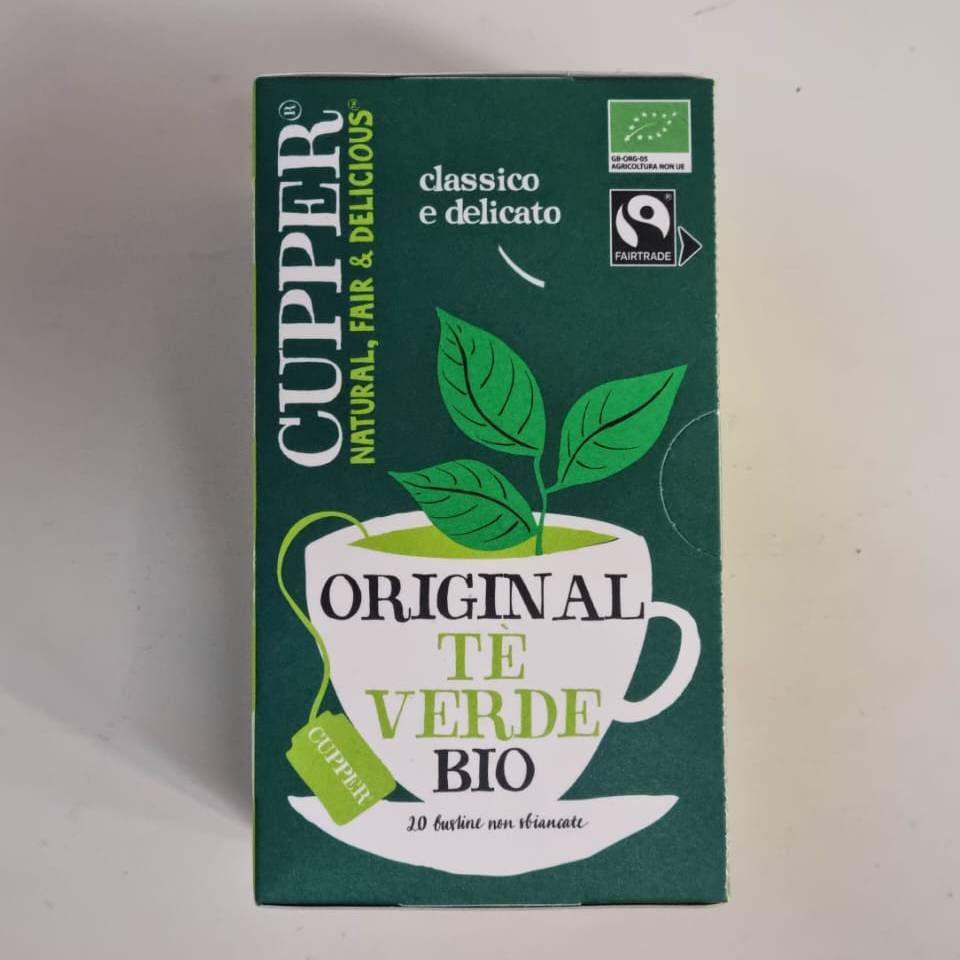 CUPPER®
NATURAL, FAIR & DELICIOUS™
classico
e delicato
GB-ORG-05
AGRICOLTURA NON UE
®
FAIRTRADE
ORIGINAL
TÈ
VERDE
BIO
CUPPER
20 bustine non sbiancate